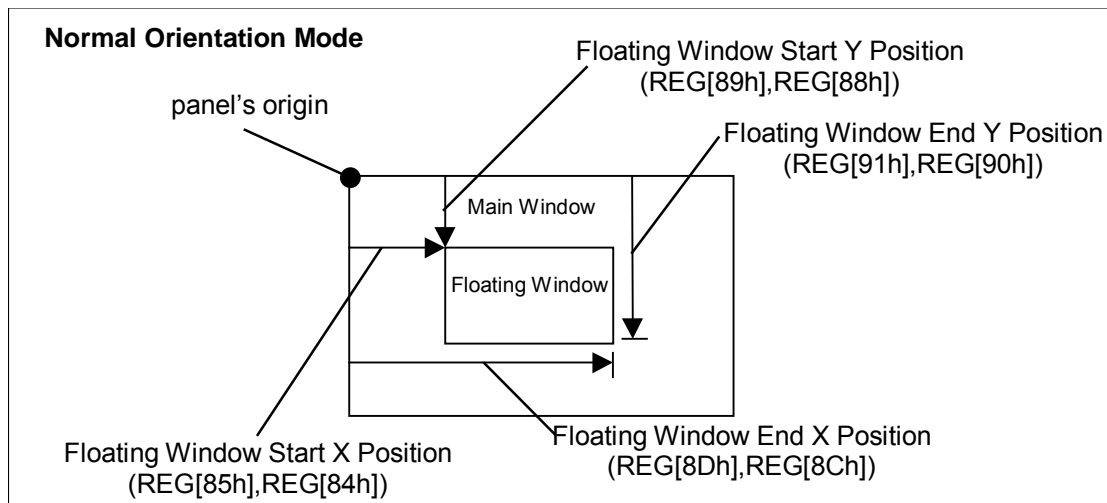 Normal Orientation Mode
Floating Window Start Y Position
(REG[89h],REG[88h])
panel's origin
Floating Window End Y Position
(REG[91h],REG[90h])
Main Window
Floating Window
Floating Window Start X Position
(REG[85h],REG[84h])
Floating Window End X Position
(REG[8Dh],REG[8Ch])